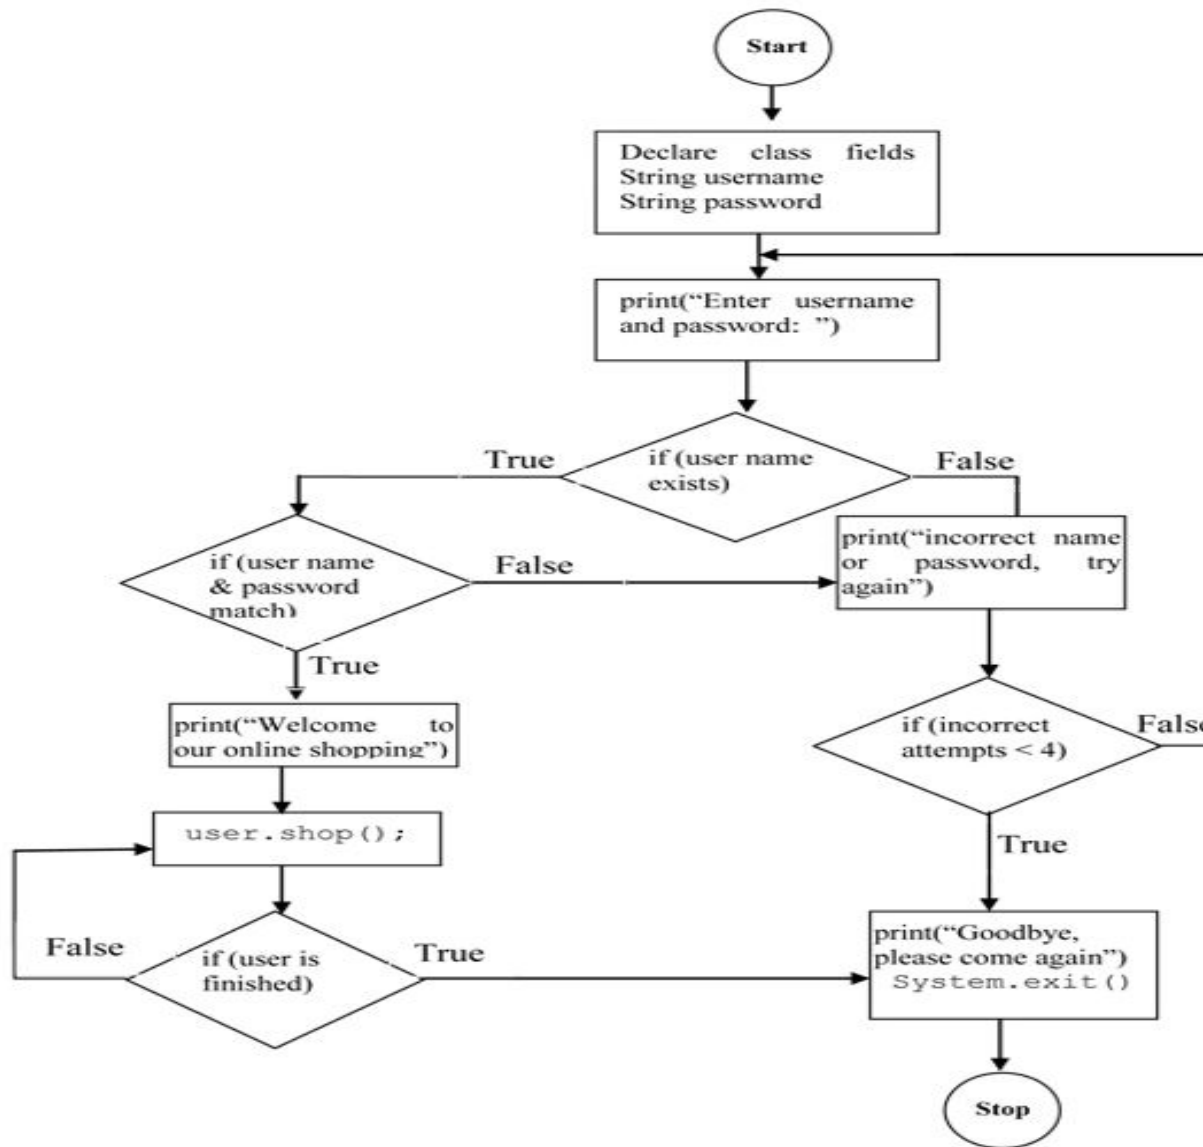 Start
Declare class fields
String username
String password
print(“Enter username
and password: ”)
if (user name
exists)
True
False
if (user name
& password
match)
False
print(“incorrect name
or password, try
again”)
True
print(“Welcome to
our online shopping”)
if (incorrect
attempts < 4)
False
user.shop();
True
if (user is
finished)
False
True
print(“Goodbye,
please come again”)
System.exit()
Stop